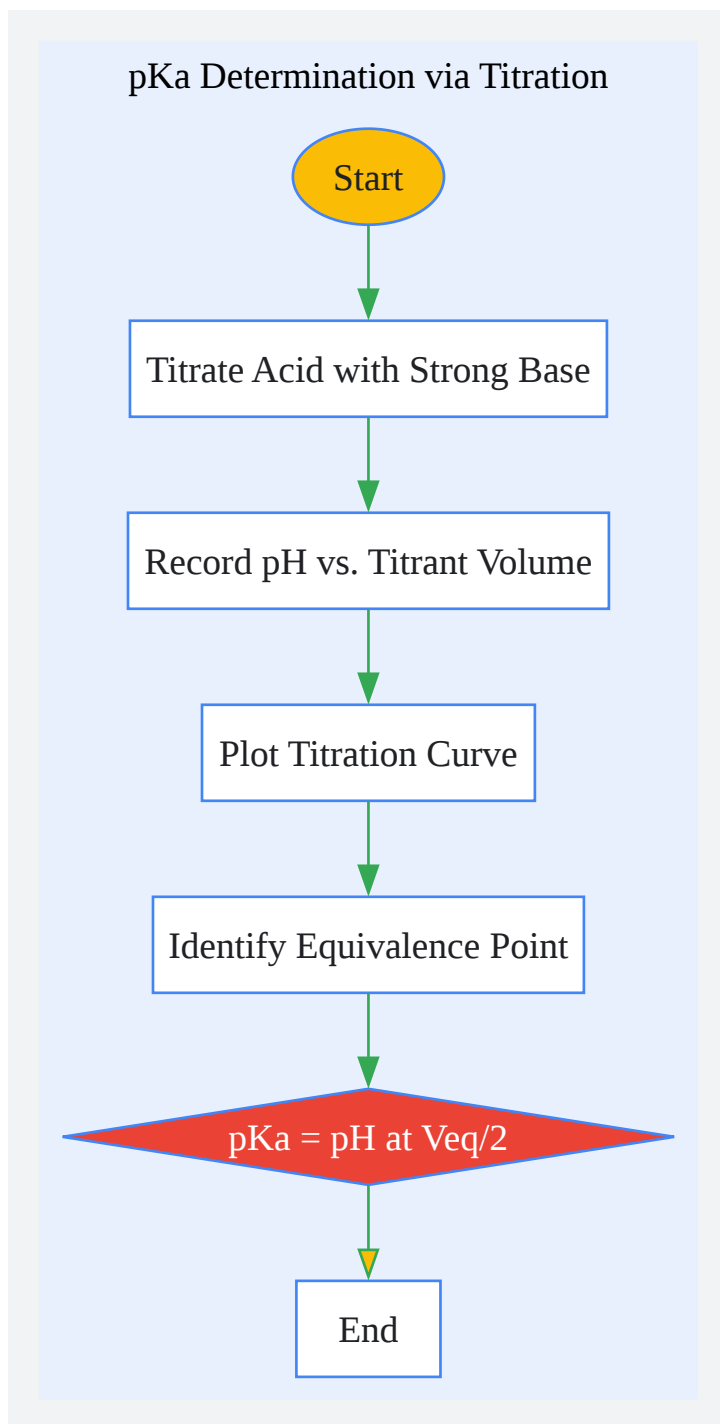 pKa Determination via Titration
Start
Titrate Acid with Strong Base
Record pH vs. Titrant Volume
Plot Titration Curve
Identify Equivalence Point
pKa = pH at Veq/2
End